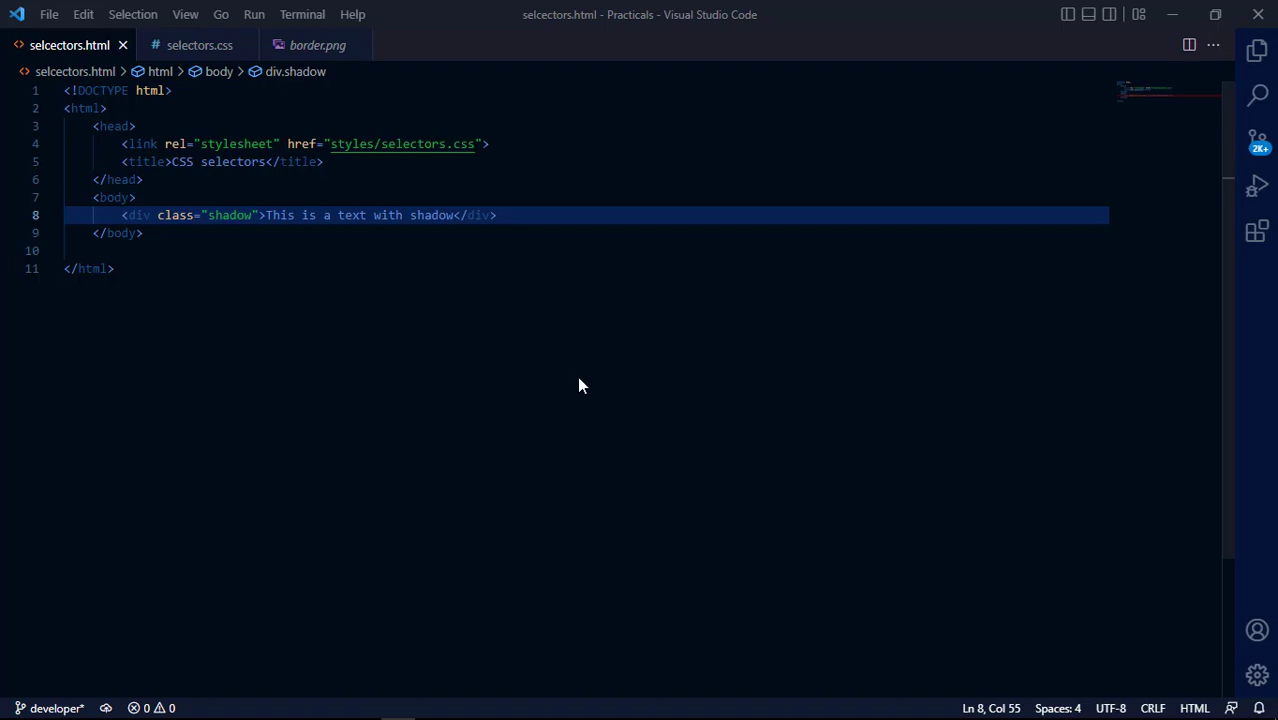 File Edit Selection View Go Run Terminal Help selcectors.html - Practicals - Visual Studio Code
selcectors.html selectors.css border.png
selcectors.html > html > body > div.shadow
1 <!DOCTYPE html>
2 <html>
3 <head>
4 <link rel="stylesheet" href="styles/selectors.css">
5 <title>CSS selectors</title>
6 </head>
7 <body>
8 <div class="shadow">This is a text with shadow</div>
9 </body>
10
11 </html>
2K+
developer* 0 0 Ln 8, Col 55 Spaces: 4 UTF-8 CRLF HTML